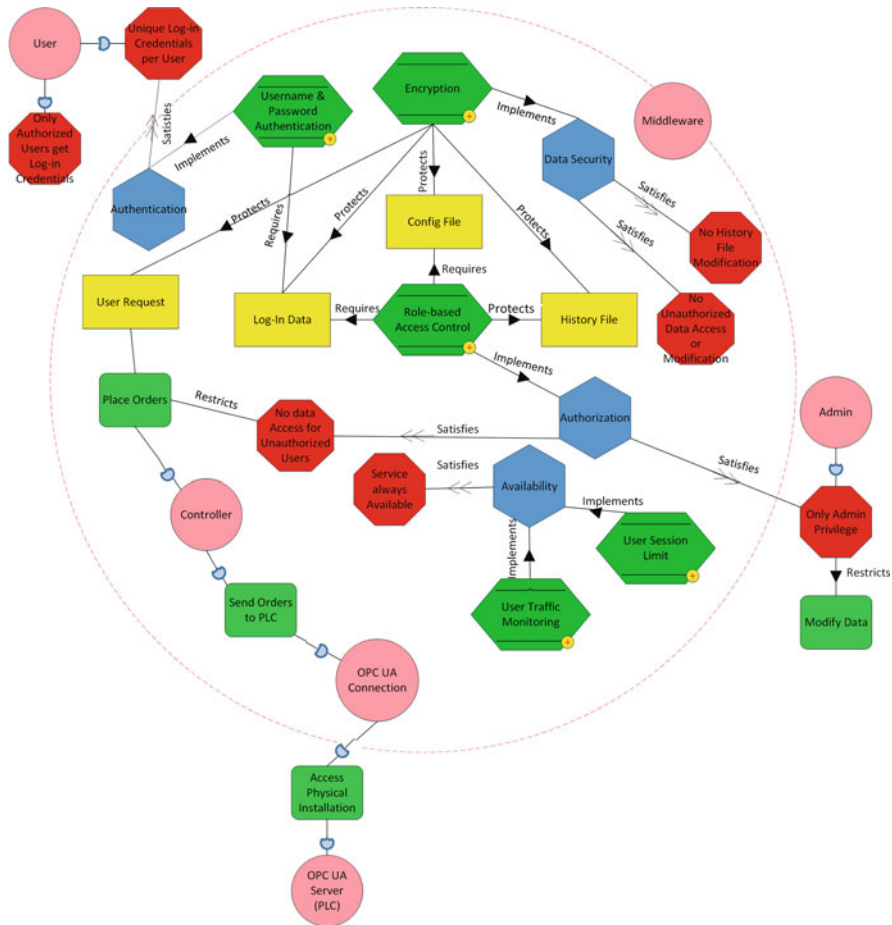 User
Unique Log-in
Credentials
per User
Only
Authorized
Users get
Log-in
Credentials
Satisfies
Username &
Password
Authentication
Implements
Authentication
Encryption
Implements
Middleware
Data Security
Satisfies
Satisfies
No History
File
Modification
No
Unauthorized
Data Access
or
Modification
Protects
Requires
Protects
Protects
Protects
Config File
Requires
User Request
Log-In Data
Requires
Role-based
Access Control
Protects
History File
Implements
Place Orders
Restricts
No data
Access for
Unauthorized
Users
Satisfies
Authorization
Satisfies
Admin
Service
always
Available
Satisfies
Availability
Implements
Implements
User Session
Limit
User Traffic
Monitoring
Only Admin
Privilege
Restricts
Modify Data
Controller
Send Orders
to PLC
OPC UA
Connection
Access
Physical
Installation
OPC UA
Server
(PLC)